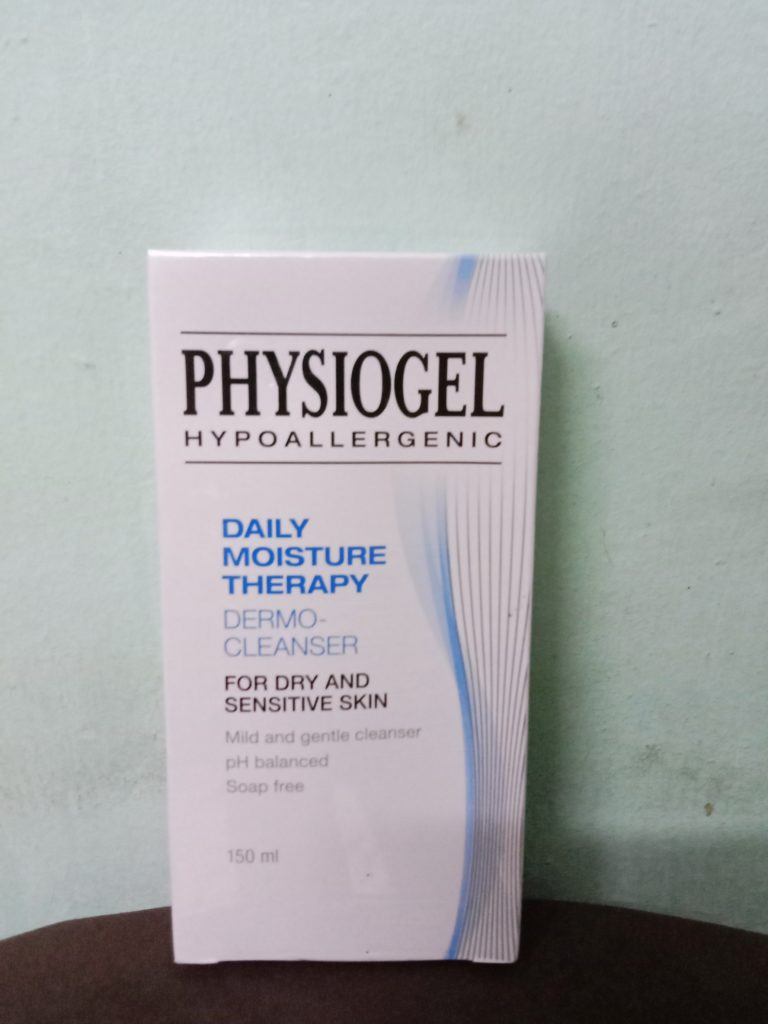 PHYSIOGEL
HYPOALLERGENIC
DAILY
MOISTURE
THERAPY
DERMO-
CLEANSER
FOR DRY AND
SENSITIVE SKIN
Mild and gentle cleanser
pH balanced
Soap free
150 ml